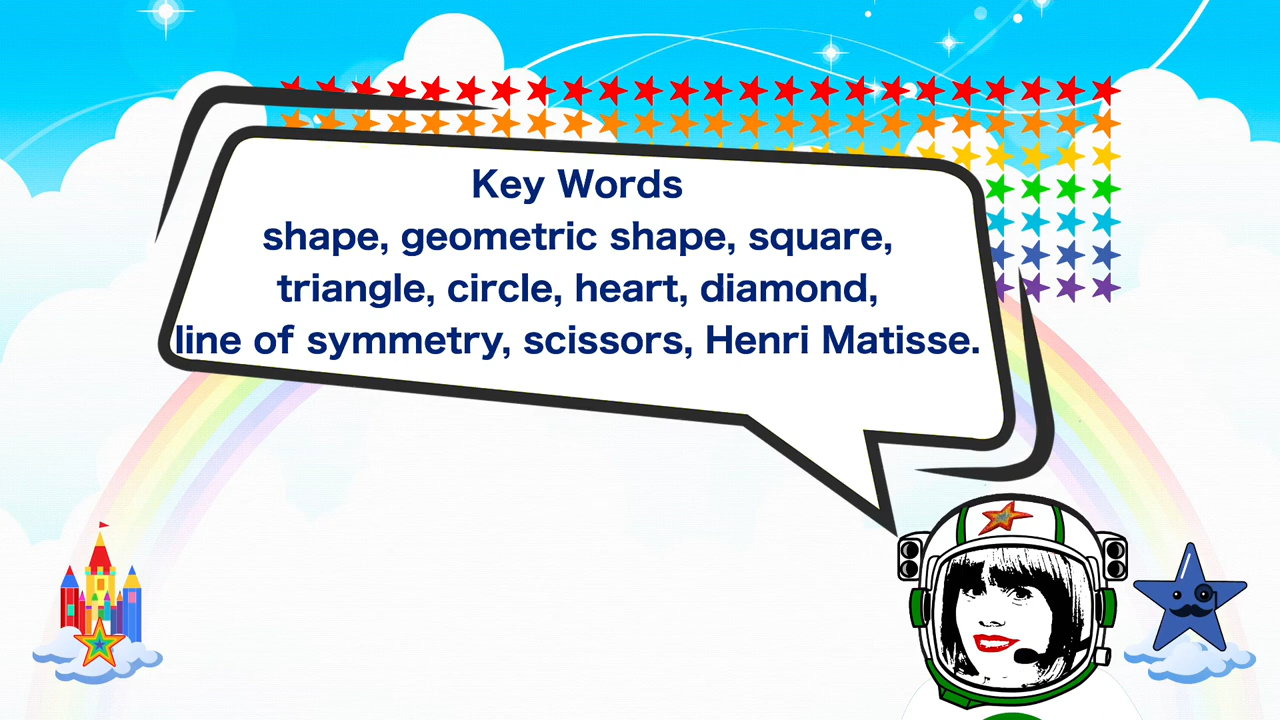 Key Words
shape, geometric shape, square,
triangle, circle, heart, diamond,
line of symmetry, scissors, Henri Matisse.